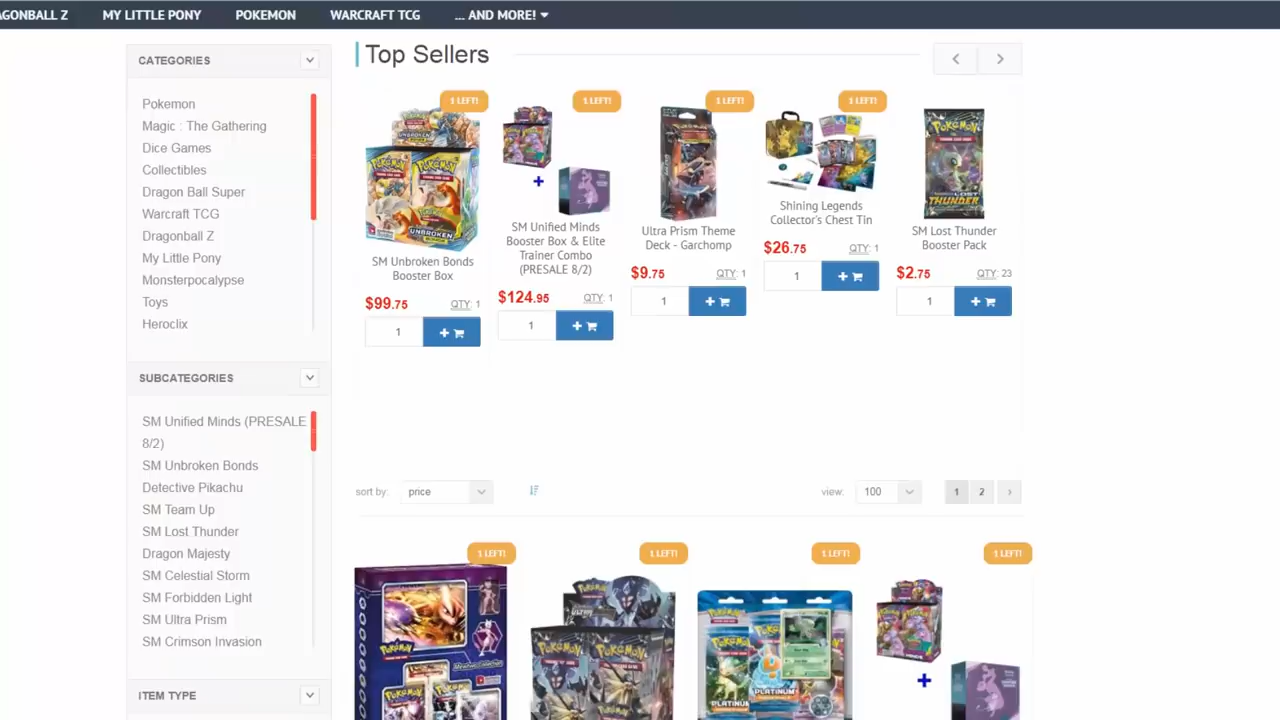 AGONBALL Z MY LITTLE PONY POKEMON WARCRAFT TCG ... AND MORE!
CATEGORIES
Pokemon
Magic : The Gathering
Dice Games
Collectibles
Dragon Ball Super
Warcraft TCG
Dragonball Z
My Little Pony
Monsterpocalypse
Toys
Heroclix
SUBCATEGORIES
SM Unified Minds (PRESALE
8/2)
SM Unbroken Bonds
Detective Pikachu
SM Team Up
SM Lost Thunder
Dragon Majesty
SM Celestial Storm
SM Forbidden Light
SM Ultra Prism
SM Crimson Invasion
ITEM TYPE
Top Sellers
1 LEFT!
SM Unbroken Bonds
Booster Box
$99.75 QTY: 1
1
1 LEFT!
SM Unified Minds
Booster Box & Elite
Trainer Combo
(PRESALE 8/2)
$124.95 QTY: 1
1
1 LEFT!
Ultra Prism Theme
Deck - Garchomp
$9.75 QTY: 1
1
1 LEFT!
Shining Legends
Collector's Chest Tin
$26.75 QTY: 1
1
POKEMON
LOST
THUNDER
SM Lost Thunder
Booster Pack
$2.75 QTY: 23
1
sort by: price view: 100 1 2
1 LEFT! 1 LEFT! 1 LEFT! 1 LEFT!
PLATINUM PLATINUM